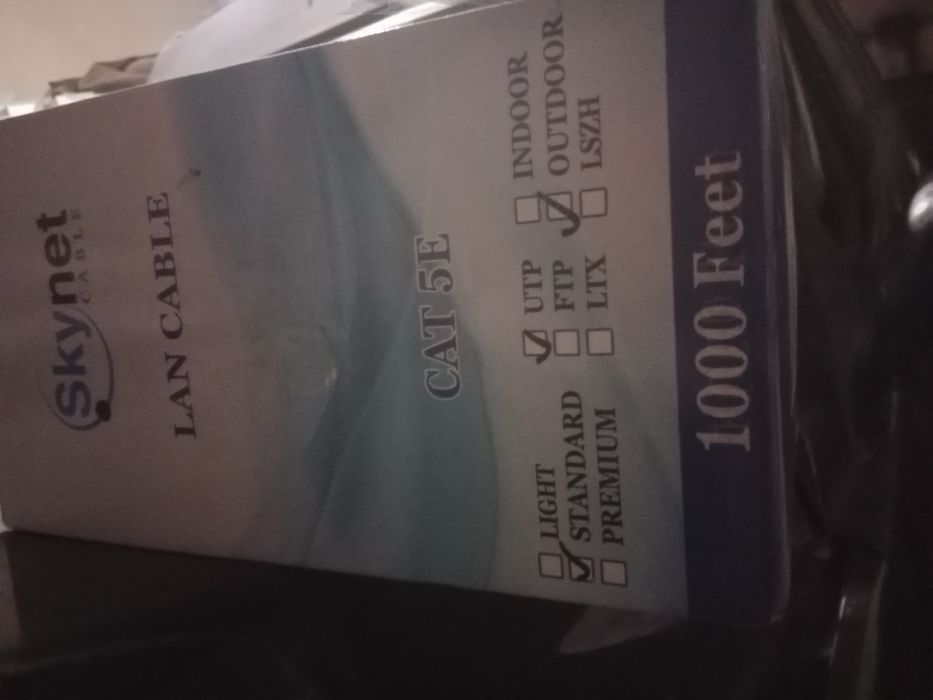 Skynet
CABLE
LAN CABLE
CAT 5E
☐ LIGHT ☑ UTP ☐ INDOOR
☑ STANDARD ☐ FTP ☑ OUTDOOR
☐ PREMIUM ☐ LTX ☐ LSZH
1000 Feet